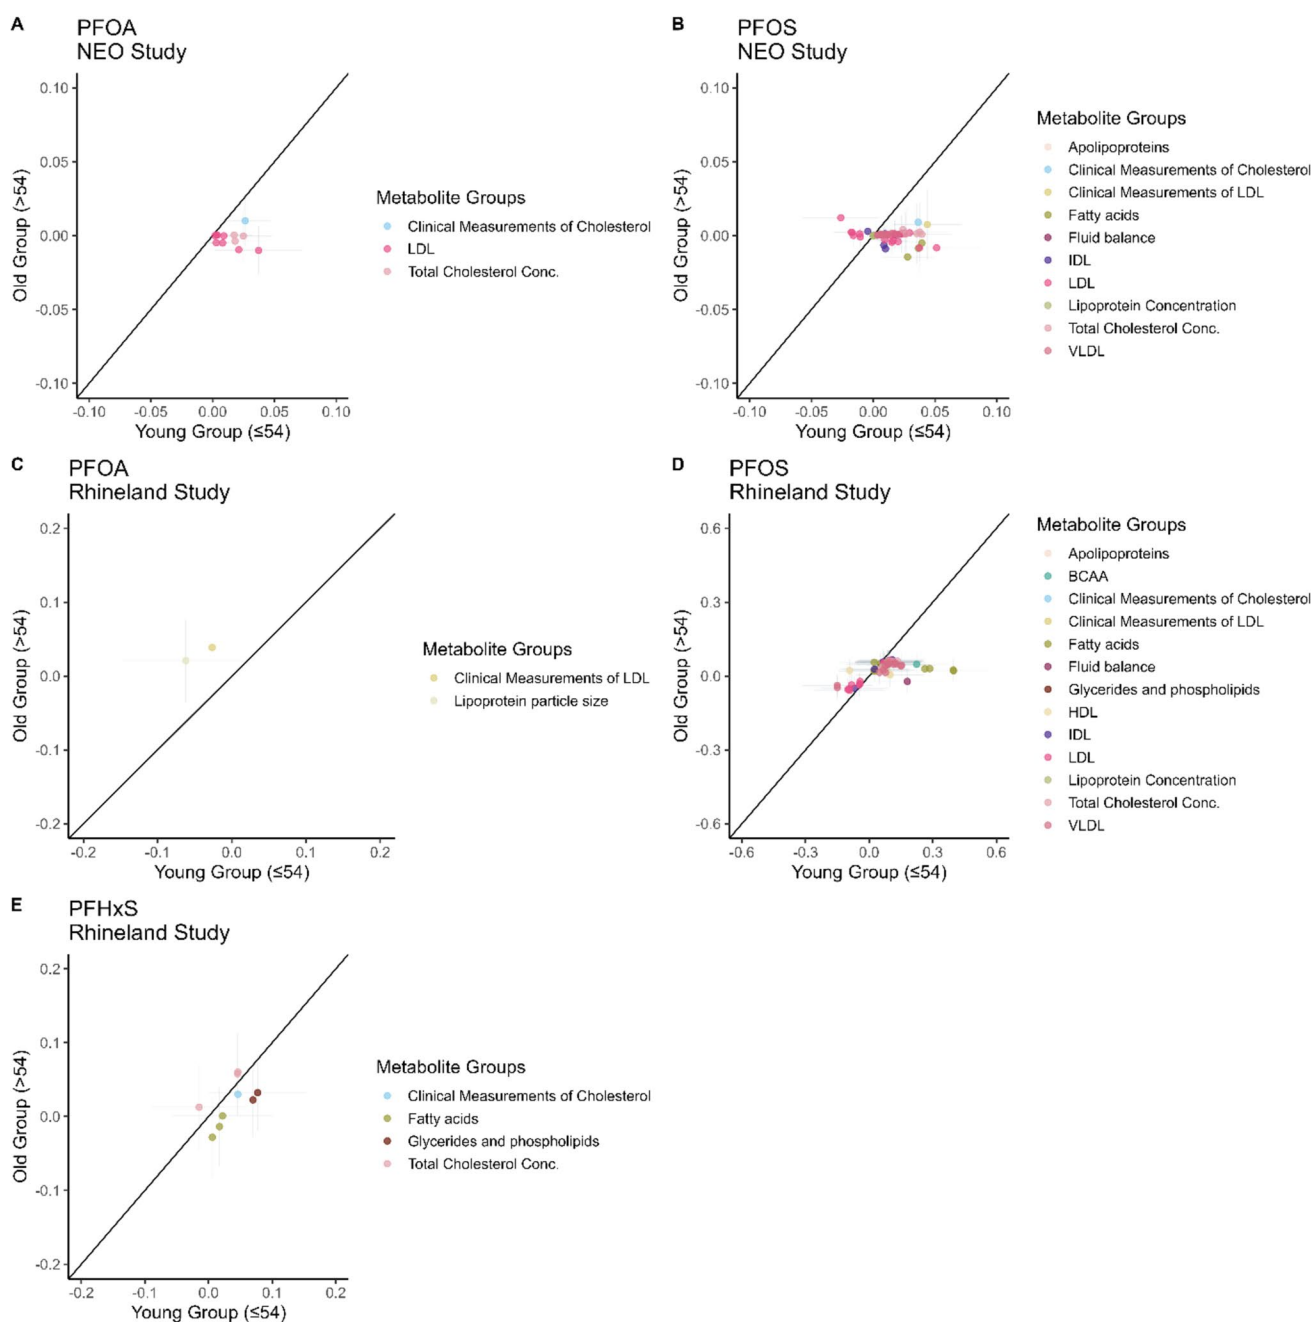 A
PFOA
NEO Study
Old Group (>54)
0.10
0.05
0.00
-0.05
-0.10
-0.10 -0.05 0.00 0.05 0.10
Young Group (≤54)
Metabolite Groups
Clinical Measurements of Cholesterol
LDL
Total Cholesterol Conc.
B
PFOS
NEO Study
Old Group (>54)
0.10
0.05
0.00
-0.05
-0.10
-0.10 -0.05 0.00 0.05 0.10
Young Group (≤54)
Metabolite Groups
Apolipoproteins
Clinical Measurements of Cholesterol
Clinical Measurements of LDL
Fatty acids
Fluid balance
IDL
LDL
Lipoprotein Concentration
Total Cholesterol Conc.
VLDL
C
PFOA
Rhineland Study
Old Group (>54)
0.2
0.1
0.0
-0.1
-0.2
-0.2 -0.1 0.0 0.1 0.2
Young Group (≤54)
Metabolite Groups
Clinical Measurements of LDL
Lipoprotein particle size
D
PFOS
Rhineland Study
Old Group (>54)
0.6
0.3
0.0
-0.3
-0.6
-0.6 -0.3 0.0 0.3 0.6
Young Group (≤54)
Metabolite Groups
Apolipoproteins
BCAA
Clinical Measurements of Cholesterol
Clinical Measurements of LDL
Fatty acids
Fluid balance
Glycerides and phospholipids
HDL
IDL
LDL
Lipoprotein Concentration
Total Cholesterol Conc.
VLDL
E
PFHxS
Rhineland Study
Old Group (>54)
0.2
0.1
0.0
-0.1
-0.2
-0.2 -0.1 0.0 0.1 0.2
Young Group (≤54)
Metabolite Groups
Clinical Measurements of Cholesterol
Fatty acids
Glycerides and phospholipids
Total Cholesterol Conc.